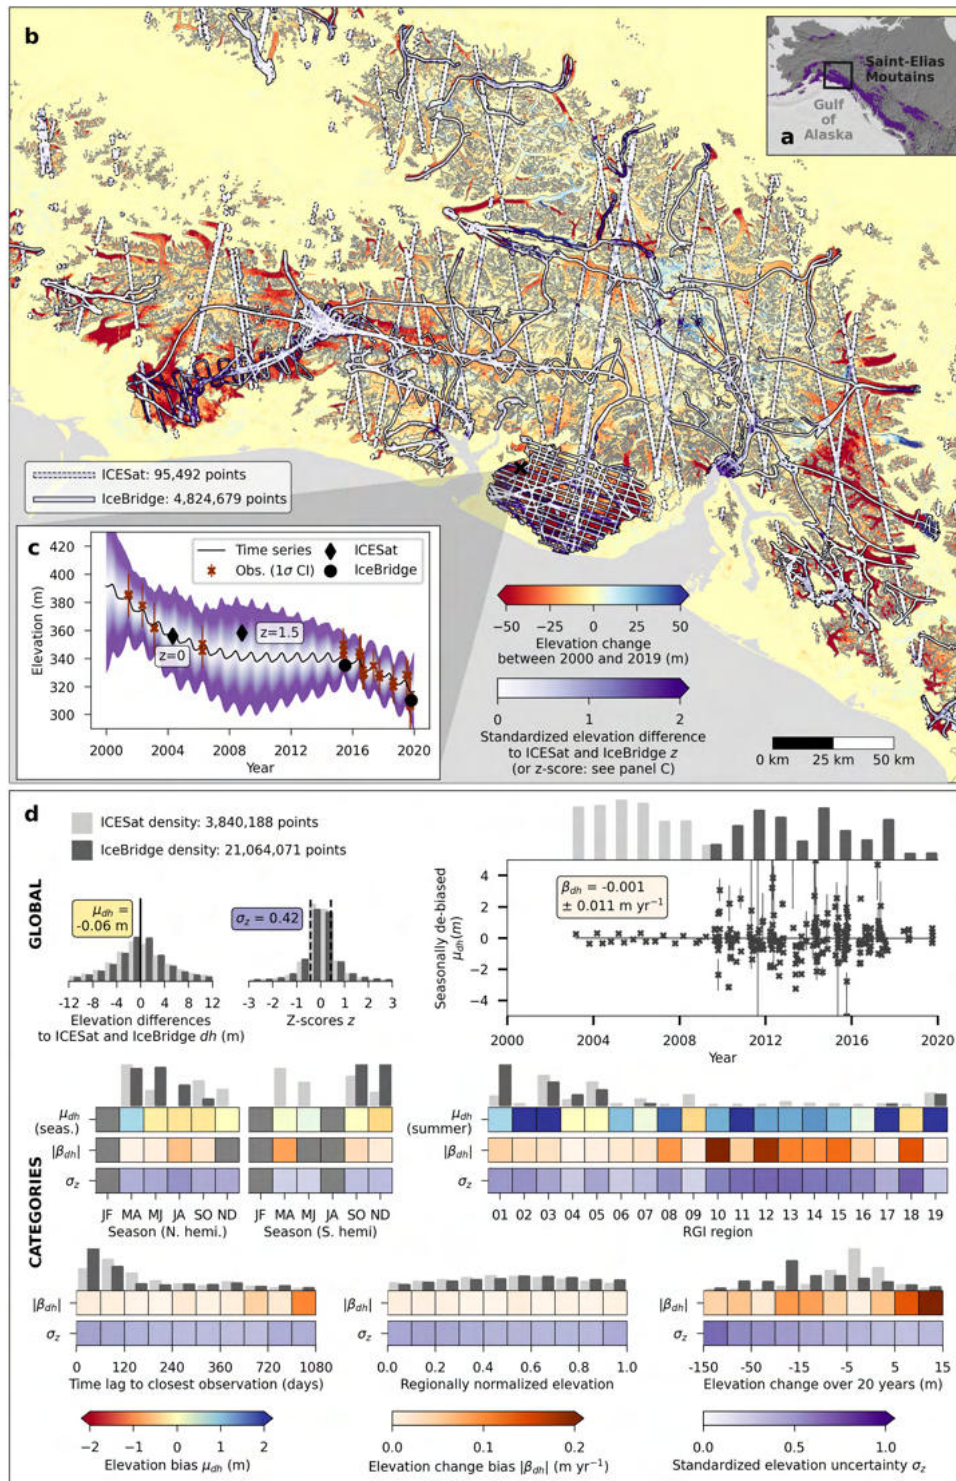 b
Saint-Elias
Moutains
Gulf
of
Alaska
a
ICESat: 95,492 points
IceBridge: 4,824,679 points
c
Time series
Obs. (1σ CI)
ICESat
IceBridge
z=0
z=1.5
Elevation (m)
420
400
380
360
340
320
300
2000 2004 2008 2012 2016 2020
Year
−50 −25 0 25 50
Elevation change
between 2000 and 2019 (m)
0 1 2
Standardized elevation difference
to ICESat and IceBridge z
(or z-score: see panel C)
0 km 25 km 50 km
d
ICESat density: 3,840,188 points
IceBridge density: 21,064,071 points
GLOBAL
μdh =
-0.06 m
-12 -8 -4 0 4 8 12
Elevation differences
to ICESat and IceBridge dh (m)
σz = 0.42
-3 -2 -1 0 1 2 3
Z-scores z
βdh = -0.001
± 0.011 m yr⁻¹
Seasonally de-biased
μdh(m)
4
2
0
−2
−4
2000 2004 2008 2012 2016 2020
Year
CATEGORIES
μdh
(seas.)
|βdh|
σz
JF MA MJ JA SO ND
Season (N. hemi.)
JF MA MJ JA SO ND
Season (S. hemi)
μdh
(summer)
|βdh|
σz
01 02 03 04 05 06 07 08 09 10 11 12 13 14 15 16 17 18 19
RGI region
|βdh|
σz
0 120 240 360 720 1080
Time lag to closest observation (days)
|βdh|
σz
0.0 0.2 0.4 0.6 0.8 1.0
Regionally normalized elevation
|βdh|
σz
-150 -50 -15 -5 5 15
Elevation change over 20 years (m)
−2 −1 0 1 2
Elevation bias μdh (m)
0.0 0.1 0.2
Elevation change bias |βdh| (m yr⁻¹)
0.0 0.5 1.0
Standardized elevation uncertainty σz